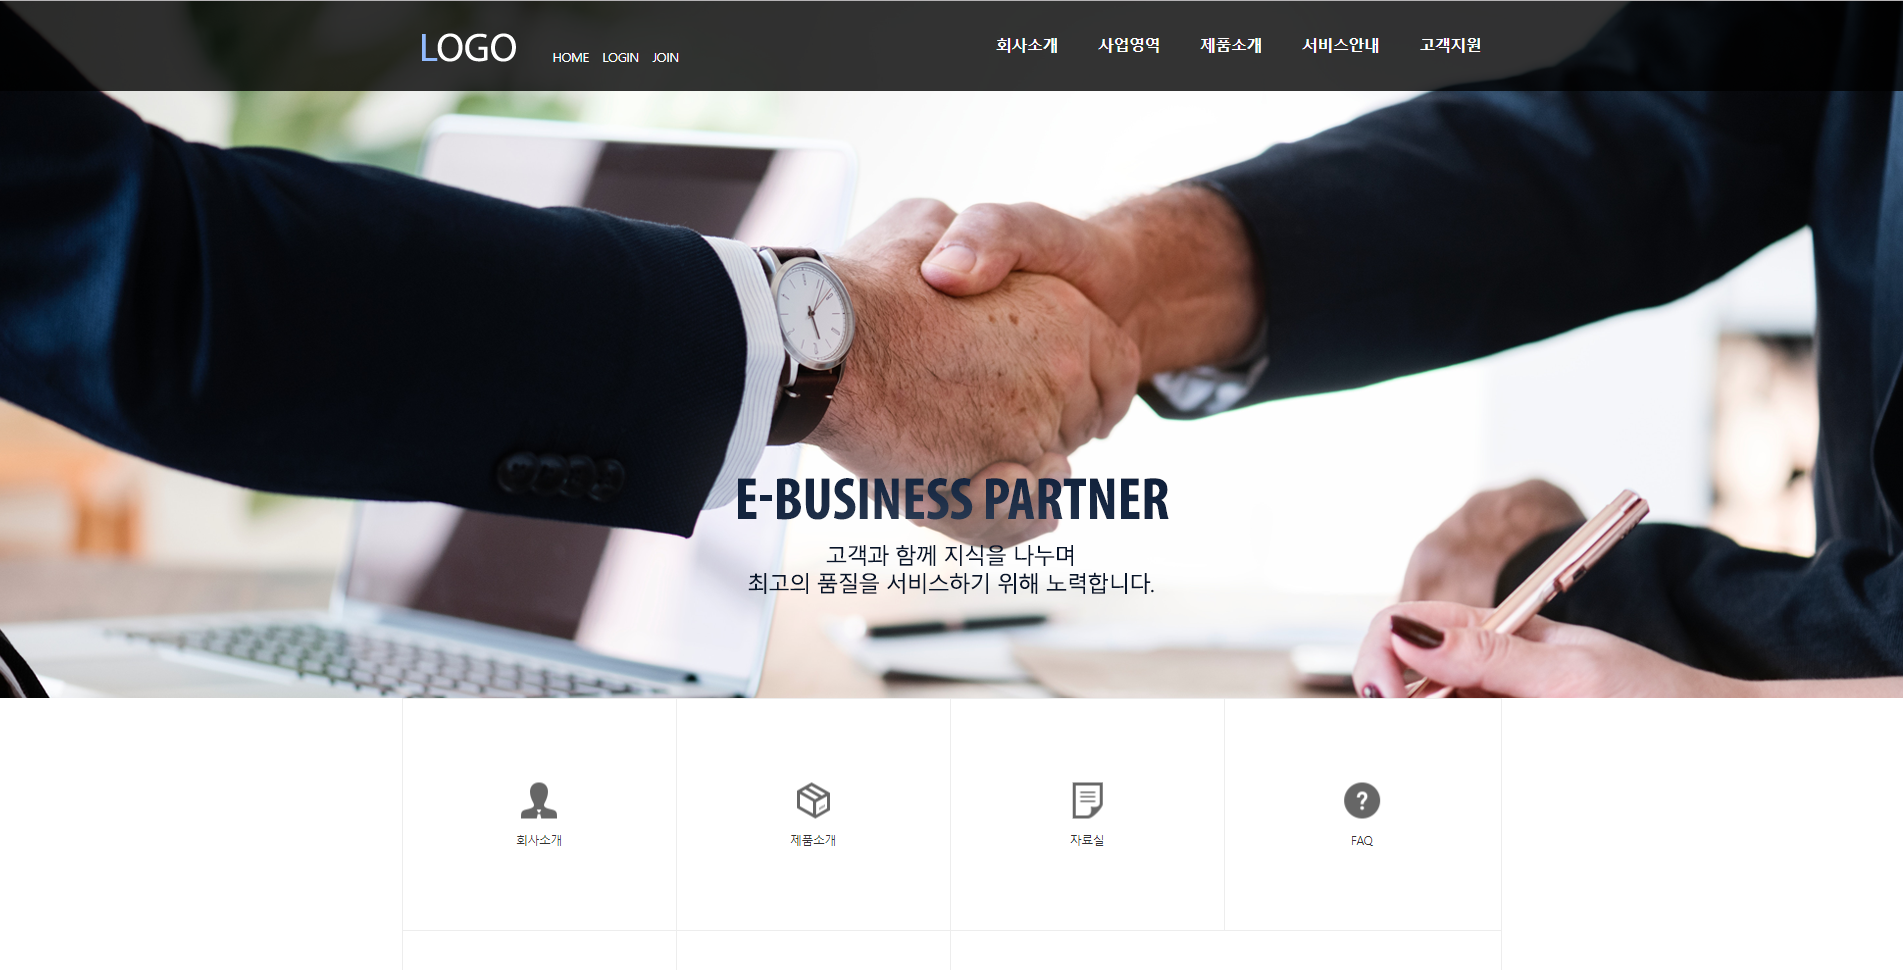 LOGO
HOME LOGIN JOIN
회사소개 사업영역 제품소개 서비스안내 고객지원
E-BUSINESS PARTNER
고객과 함께 지식을 나누며
최고의 품질을 서비스하기 위해 노력합니다.
회사소개
제품소개
자료실
FAQ